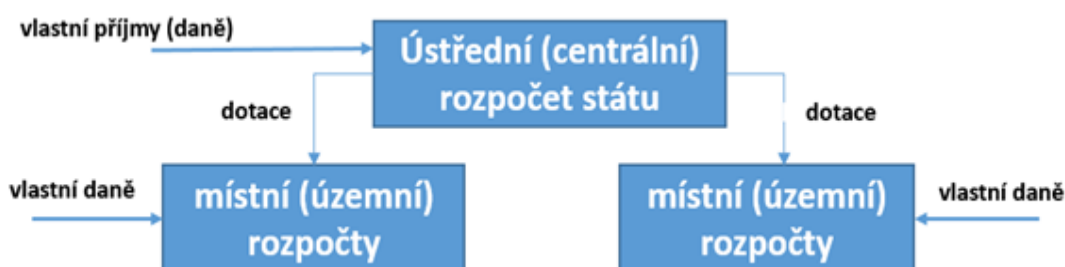 vlastní příjmy (daně)
Ústřední (centrální)
rozpočet státu
dotace
dotace
vlastní daně
místní (územní)
rozpočty
místní (územní)
rozpočty
vlastní daně